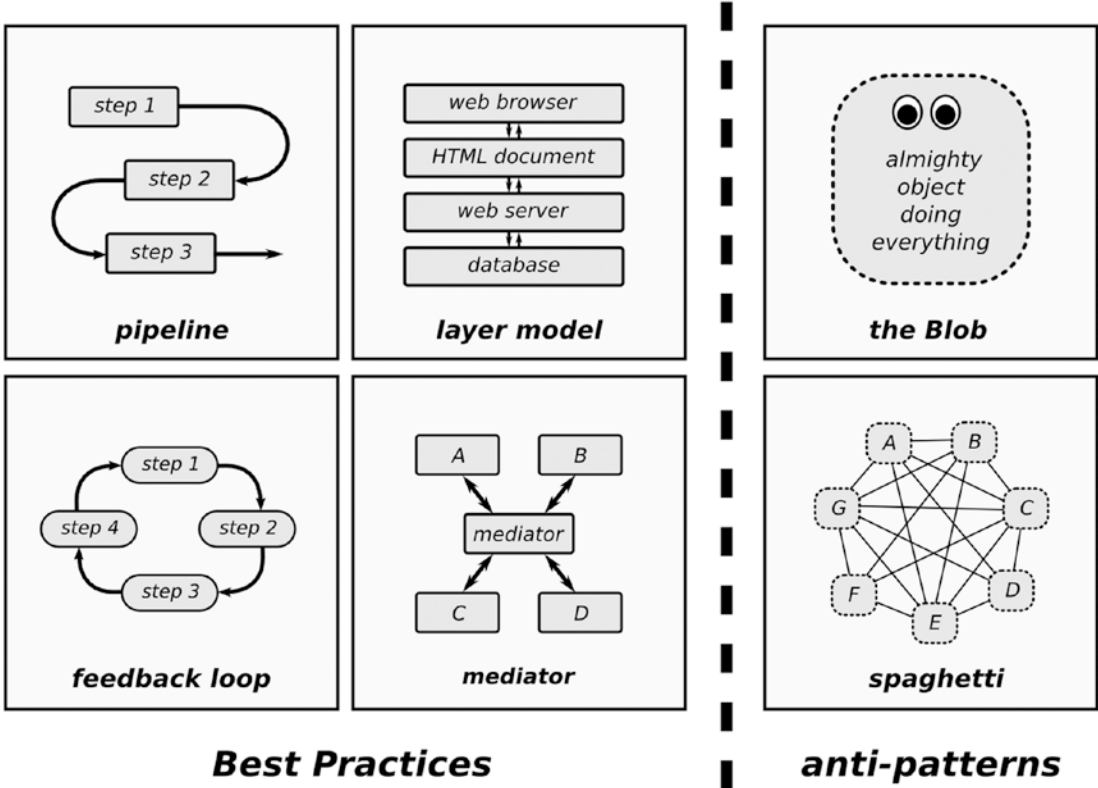 step 1
step 2
step 3
pipeline
web browser
HTML document
web server
database
layer model
almighty
object
doing
everything
the Blob
step 1
step 4
step 2
step 3
feedback loop
A
B
mediator
C
D
mediator
A
B
G
C
F
D
E
spaghetti
Best Practices
anti-patterns